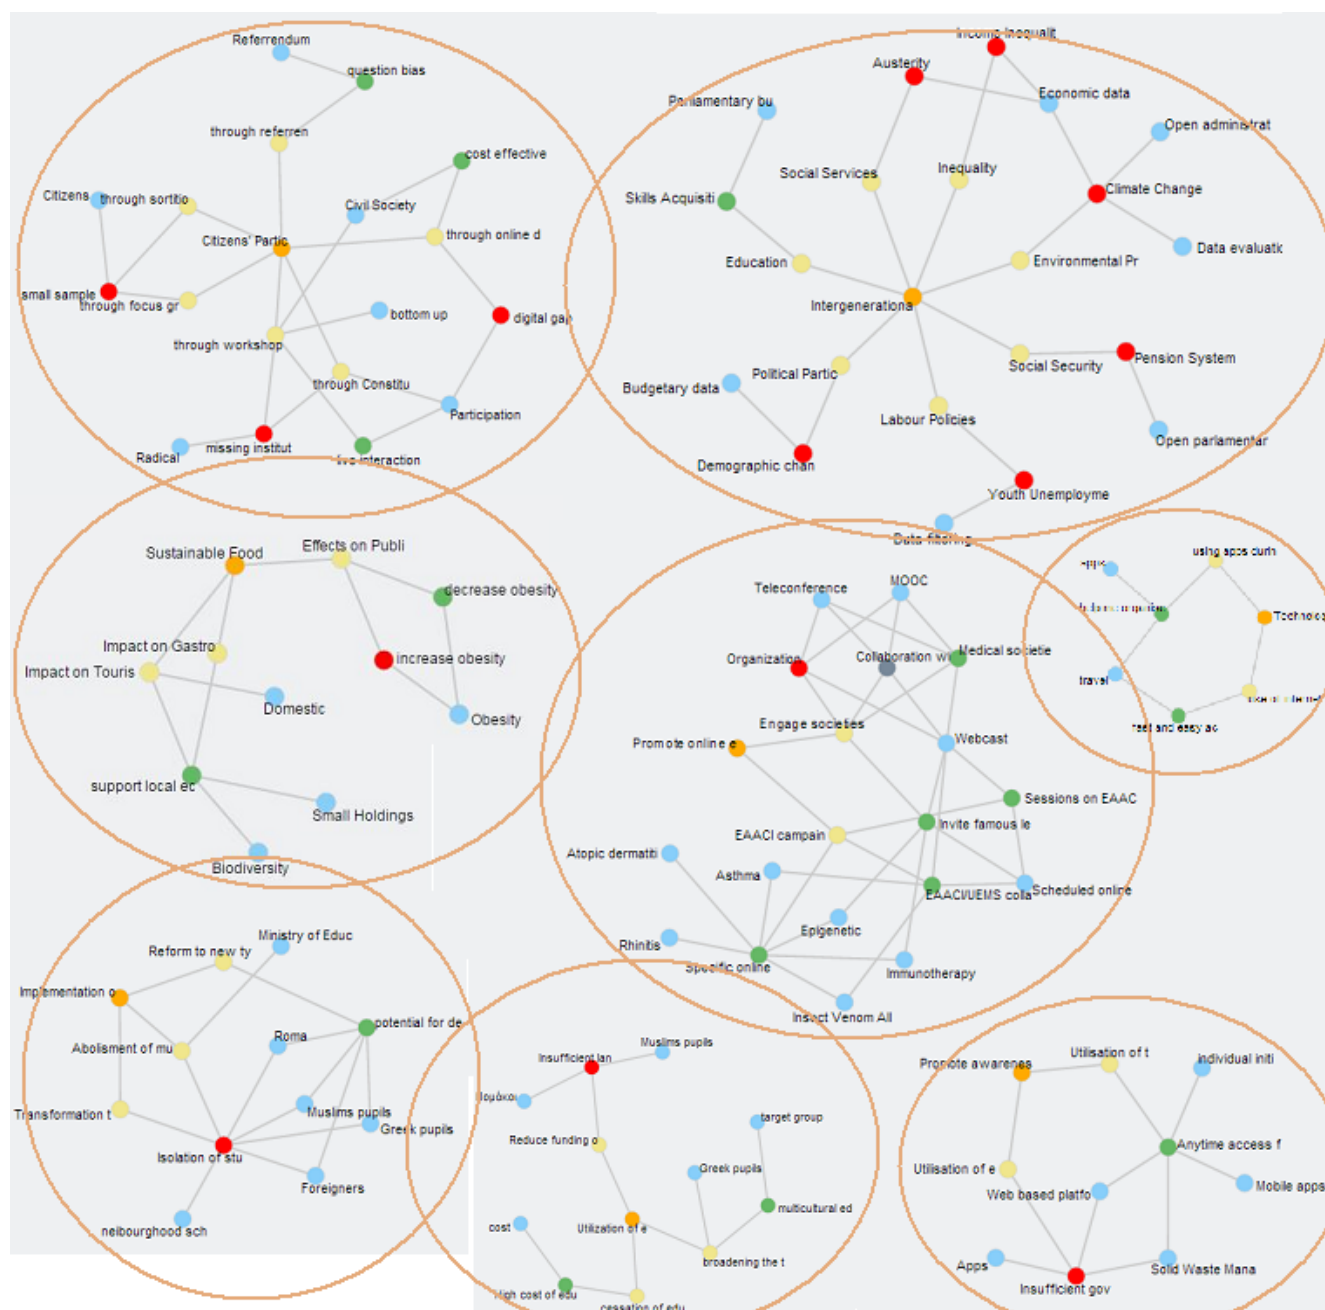 Referrendum
question bias
through referren
cost effective
Citizens
through sortitio
Civil Society
Citizens' Partic
through online d
small sample
through focus gr
bottom up
digital gap
through workshop
through Constitu
Participation
missing institut
Radical
live interaction
Income Inequalit
Austerity
Parliamentary bu
Economic data
Open administrat
Social Services
Inequality
Skills Acquisiti
Climate Change
Education
Environmental Pr
Data evaluatk
Intergenerationa
Social Security
Pension System
Budgetary data
Political Partic
Labour Policies
Open parlamentar
Demographic chan
Youth Unemployme
Data filtering
Sustainable Food
Effects on Publi
decrease obesity
Impact on Gastro
increase obesity
Impact on Touris
Domestic
Obesity
support local ec
Small Holdings
Biodiversity
Teleconference
MOOC
Organization
Collaboration wi
Medical societie
Engage societies
Promote online e
Webcast
Sessions on EAAC
Invite famous le
EAACI campain
Atopic dermatiti
Asthma
EAACI/UEMS colla
Scheduled online
Epigenetic
Rhinitis
Specific online
Immunotherapy
Insect Venom All
using apps durin
apps
Technolog
travel
use of internet
fast and easy ac
Ministry of Educ
Reform to new ty
Implementation o
potential for de
Roma
Abolisment of mu
Transformation t
Muslims pupils
Greek pupils
Isolation of stu
Foreigners
neibourghood sch
Muslims pupils
Insufficient lan
target group
Reduce funding o
Greek pupils
multicultural ed
cost
Utilization of e
broadening the t
High cost of edu
cessation of edu
Promote awarenes
Utilisation of t
individual initi
Anytime access f
Utilisation of e
Web based platfo
Mobile apps
Apps
Insufficient gov
Solid Waste Mana